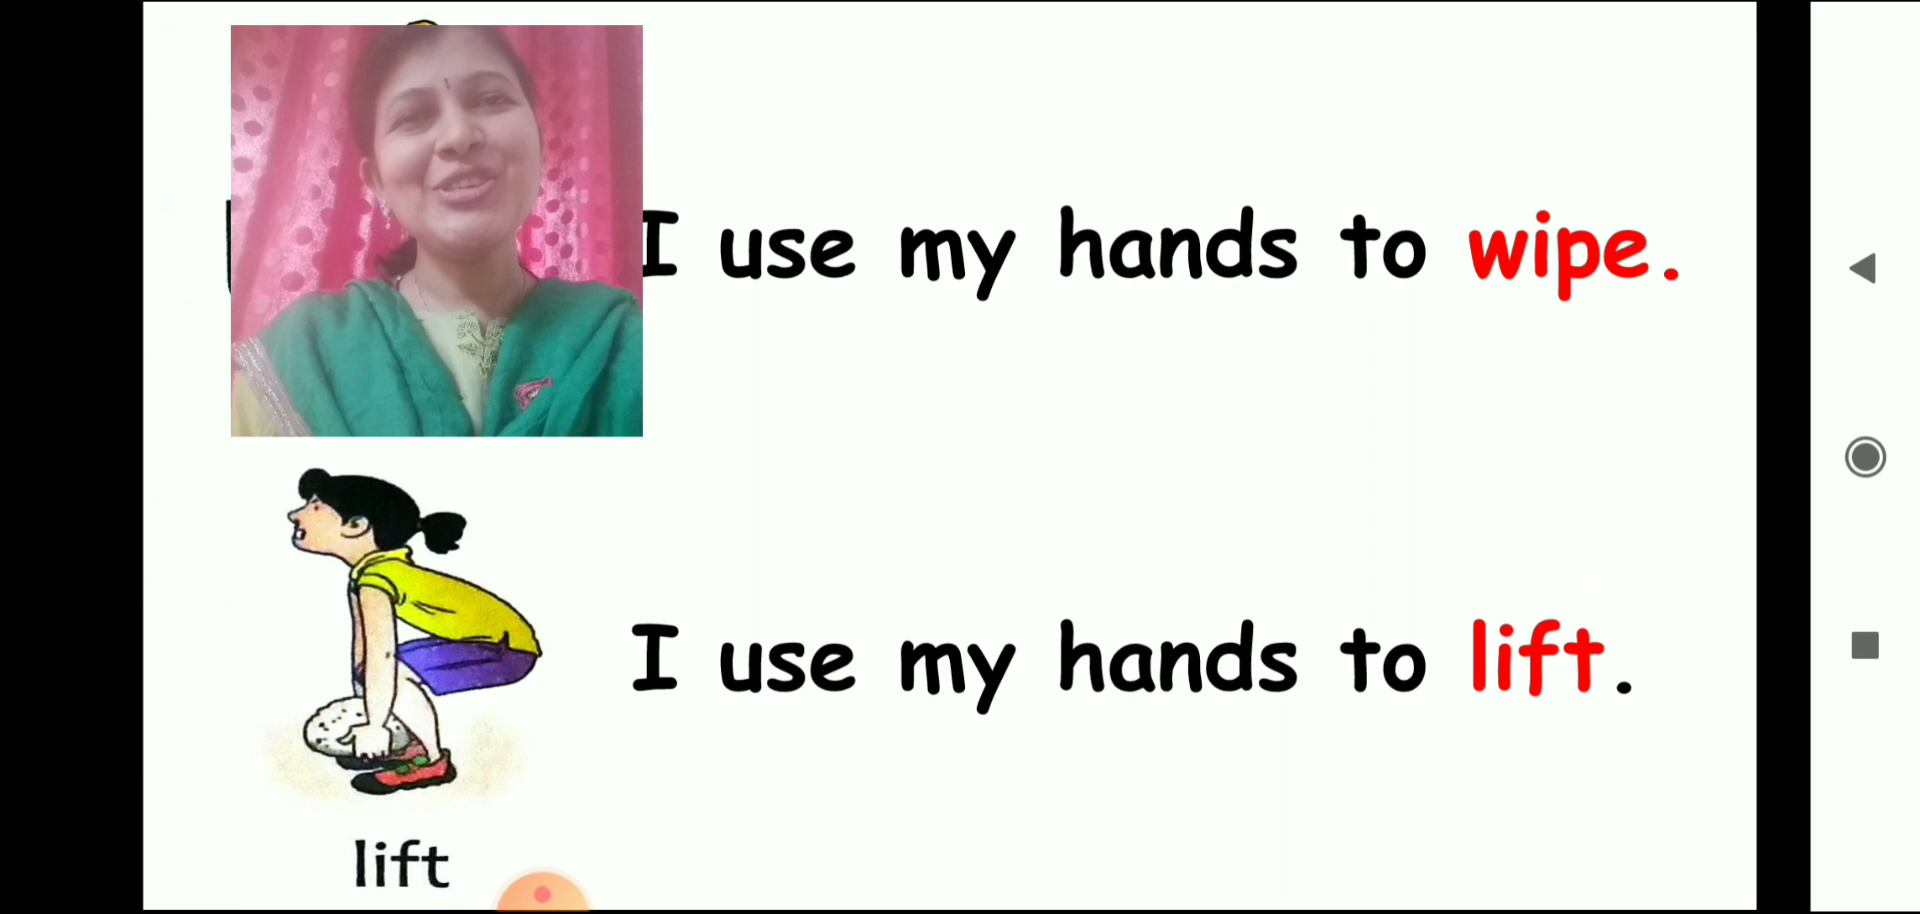 I use my hands to wipe.
I use my hands to lift.
lift